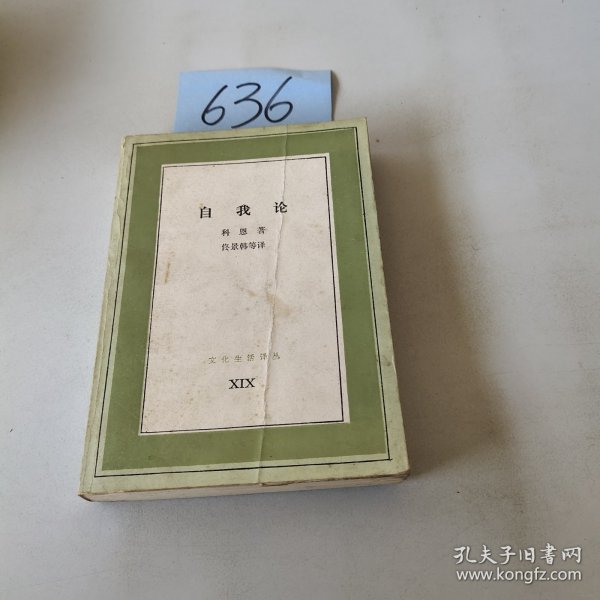 636
自我论
科恩著
佟景韩等译
文化生活译丛
XIX
孔夫子旧书网
www.kongfz.com